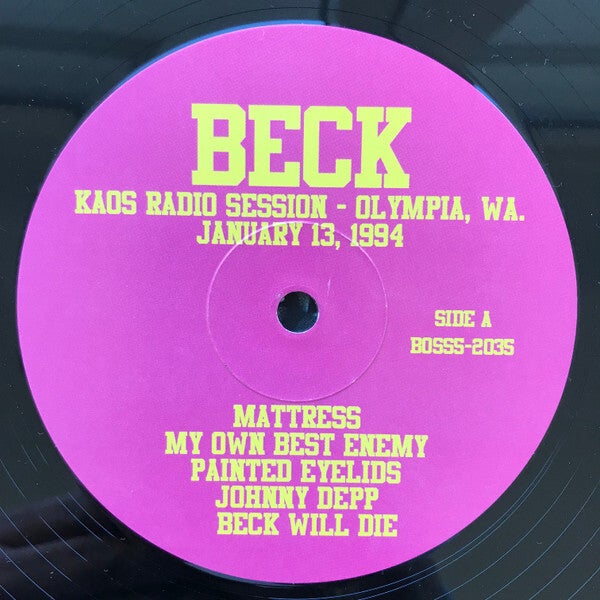 BECK
KAOS RADIO SESSION - OLYMPIA, WA.
JANUARY 13, 1994
SIDE A
BOSSS-2035
MATTRESS
MY OWN BEST ENEMY
PAINTED EYELIDS
JOHNNY DEPP
BECK WILL DIE